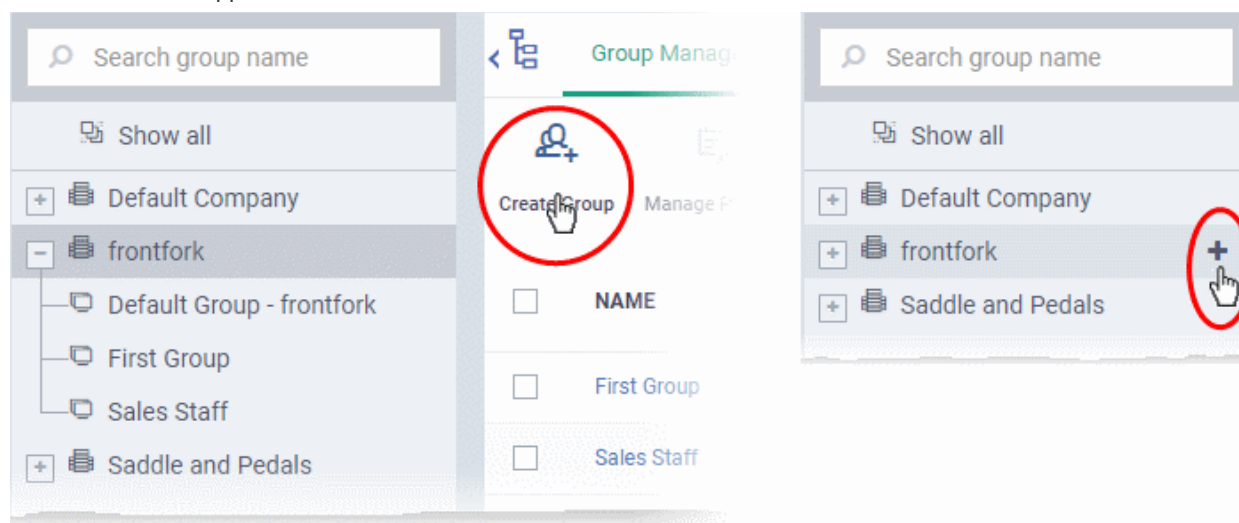 Search group name
Show all
Default Company
frontfork
Default Group - frontfork
First Group
Sales Staff
Saddle and Pedals
Group Manag
Create Group
Manage
NAME
First Group
Sales Staff
Search group name
Show all
Default Company
frontfork
Saddle and Pedals